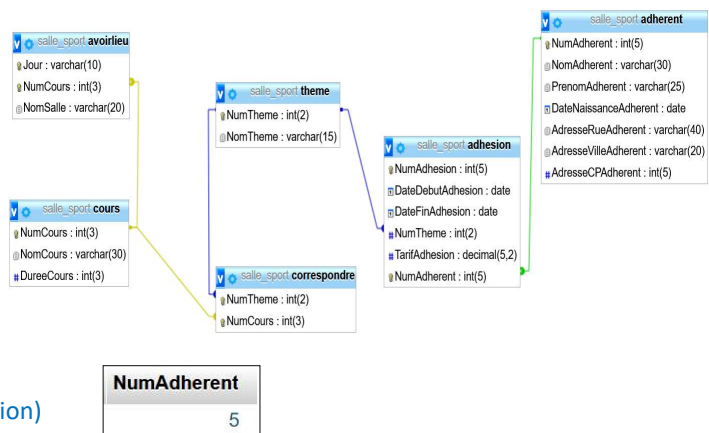 salle_sport avoirlieu
Jour : varchar(10)
NumCours : int(3)
NomSalle : varchar(20)
salle_sport cours
NumCours : int(3)
NomCours : varchar(30)
DureeCours : int(3)
salle_sport theme
NumTheme : int(2)
NomTheme : varchar(15)
salle_sport correspondre
NumTheme : int(2)
NumCours : int(3)
salle_sport adhesion
NumAdhesion : int(5)
DateDebutAdhesion : date
DateFinAdhesion : date
NumTheme : int(2)
TarifAdhesion : decimal(5,2)
NumAdherent : int(5)
salle_sport adherent
NumAdherent : int(5)
NomAdherent : varchar(30)
PrenomAdherent : varchar(25)
DateNaissanceAdherent : date
AdresseRueAdherent : varchar(40)
AdresseVilleAdherent : varchar(20)
AdresseCPAdherent : int(5)
ion)
NumAdherent
5